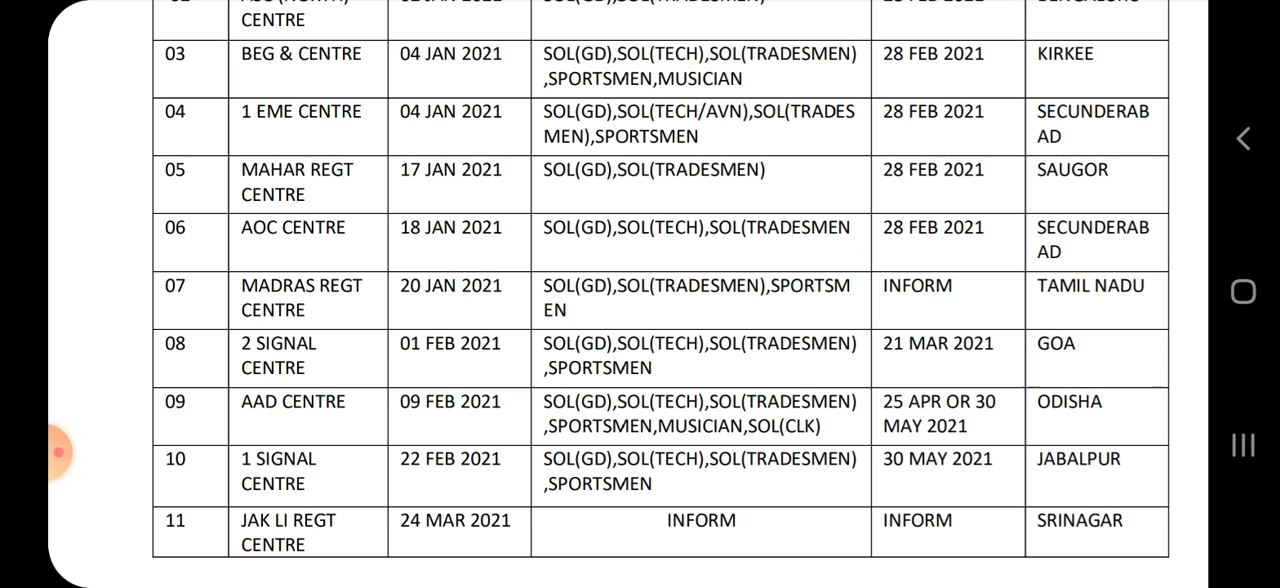 CENTRE
03 BEG & CENTRE 04 JAN 2021 SOL(GD),SOL(TECH),SOL(TRADESMEN) 28 FEB 2021 KIRKEE
,SPORTSMEN,MUSICIAN
04 1 EME CENTRE 04 JAN 2021 SOL(GD),SOL(TECH/AVN),SOL(TRADES 28 FEB 2021 SECUNDERAB
MEN),SPORTSMEN AD
05 MAHAR REGT 17 JAN 2021 SOL(GD),SOL(TRADESMEN) 28 FEB 2021 SAUGOR
CENTRE
06 AOC CENTRE 18 JAN 2021 SOL(GD),SOL(TECH),SOL(TRADESMEN 28 FEB 2021 SECUNDERAB
AD
07 MADRAS REGT 20 JAN 2021 SOL(GD),SOL(TRADESMEN),SPORTSM INFORM TAMIL NADU
CENTRE EN
08 2 SIGNAL 01 FEB 2021 SOL(GD),SOL(TECH),SOL(TRADESMEN) 21 MAR 2021 GOA
CENTRE ,SPORTSMEN
09 AAD CENTRE 09 FEB 2021 SOL(GD),SOL(TECH),SOL(TRADESMEN) 25 APR OR 30 ODISHA
,SPORTSMEN,MUSICIAN,SOL(CLK) MAY 2021
10 1 SIGNAL 22 FEB 2021 SOL(GD),SOL(TECH),SOL(TRADESMEN) 30 MAY 2021 JABALPUR
CENTRE ,SPORTSMEN
11 JAK LI REGT 24 MAR 2021 INFORM INFORM SRINAGAR
CENTRE